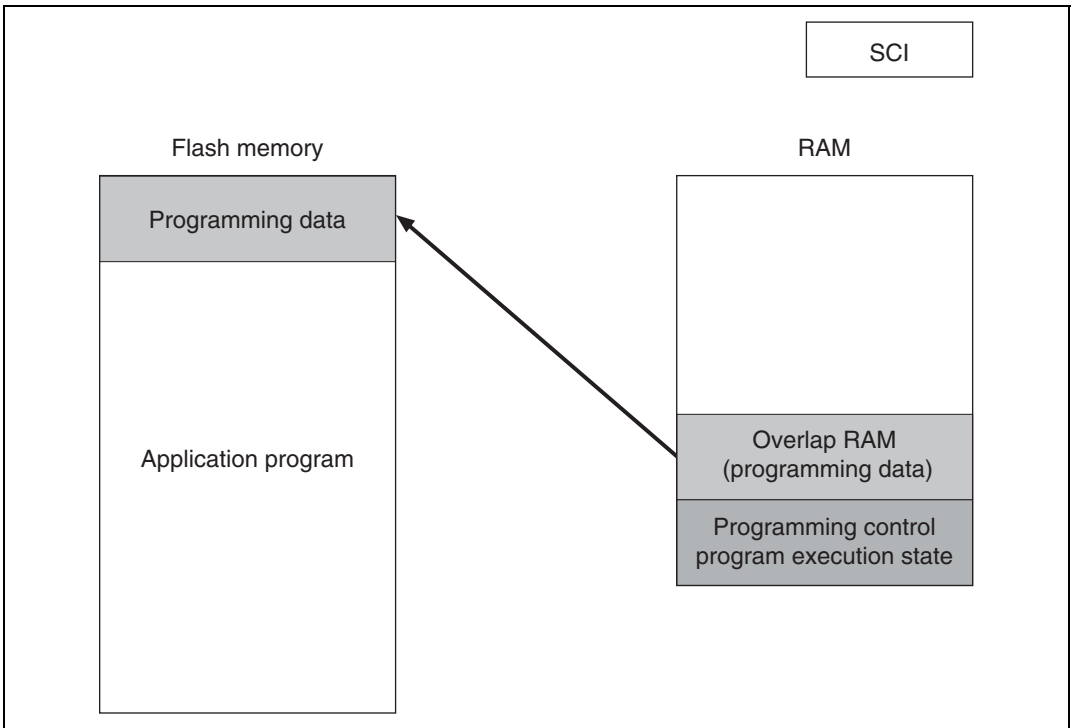 SCI
Flash memory
RAM
Programming data
Application program
Overlap RAM
(programming data)
Programming control
program execution state